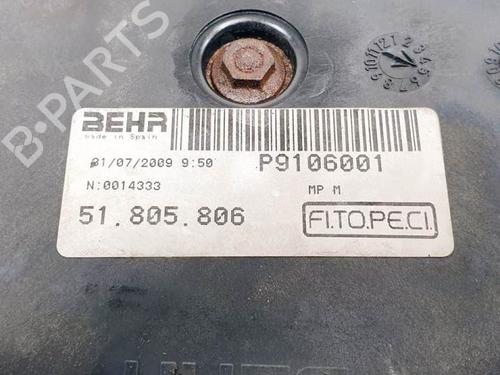 B-PARTS
BEHR
made in Spain
01/07/2009 9:50
P9106001
N:0014333
MP M
51.805.806
FI.TO.PE.CI.